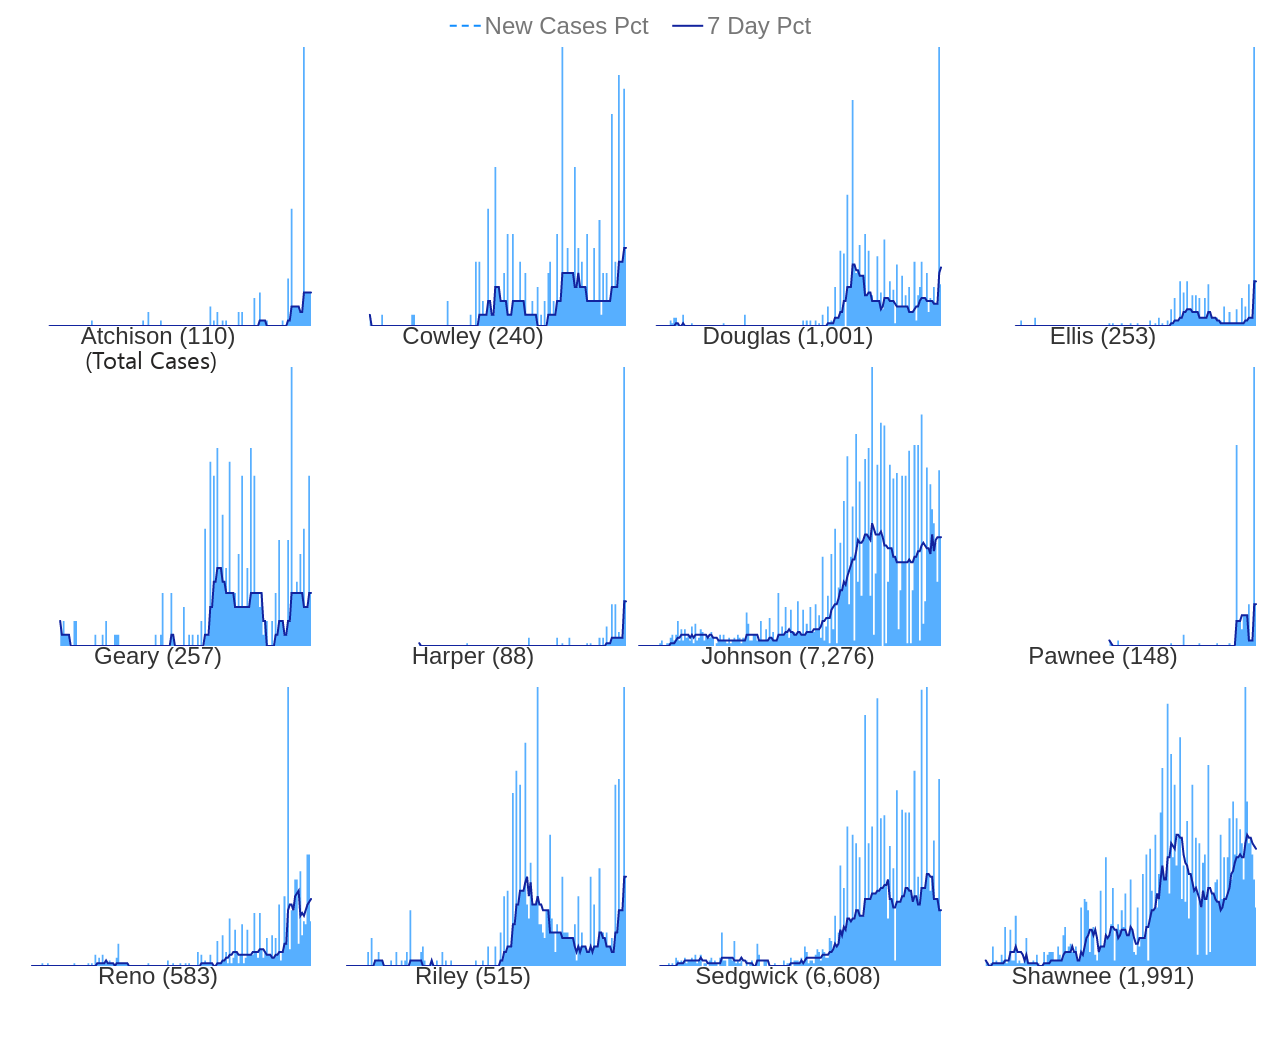 New Cases Pct 7 Day Pct
Atchison (110) Cowley (240) Douglas (1,001) Ellis (253)
(Total Cases)
Geary (257) Harper (88) Johnson (7,276) Pawnee (148)
Reno (583) Riley (515) Sedgwick (6,608) Shawnee (1,991)